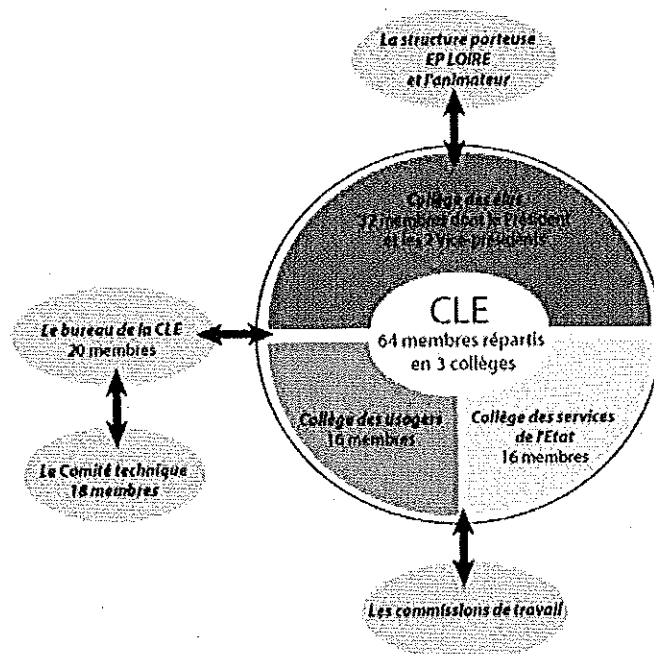 La structure porteuse
EP LOIRE
et l'animateur
Collège des élus
32 membres dont le Président
et les 2 Vice-présidents
CLE
64 membres répartis
en 3 collèges
Le bureau de la CLE
20 membres
Collège des usagers
16 membres
Collège des services
de l'Etat
16 membres
Le Comité technique
18 membres
Les commissions de travail